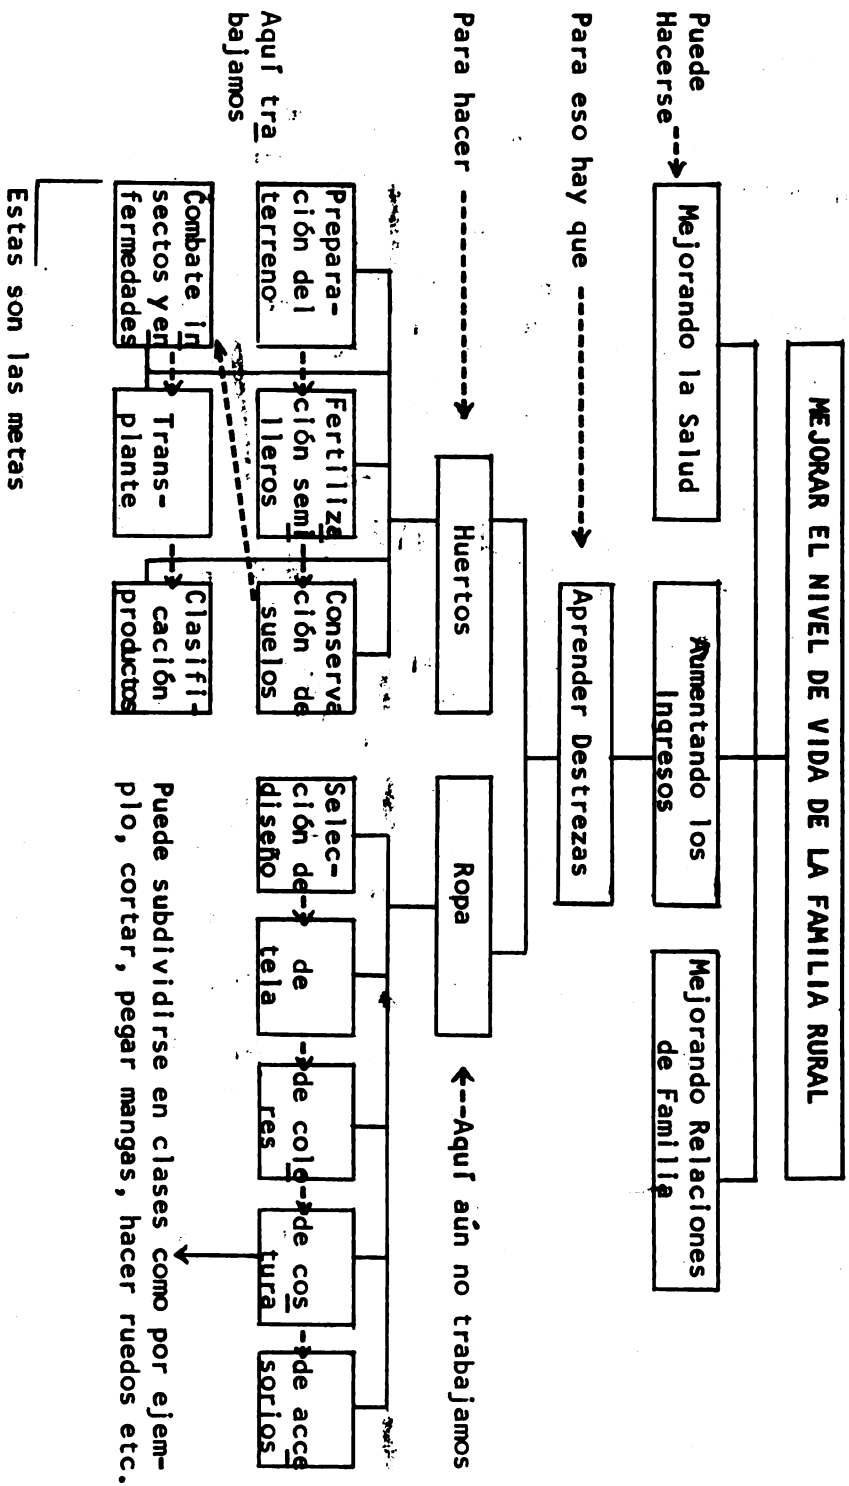 MEJORAR EL NIVEL DE VIDA DE LA FAMILIA RURAL
Puede
Hacerse--->
Mejorando la Salud
Aumentando los
Ingresos
Mejorando Relaciones
de Familia
Para eso hay que
Aprender Destrezas
Para hacer
Huertos
Ropa
<--Aquí aún no trabajamos
Aquí tra
bajamos
Prepara-
ción del
terreno
Fertiliza
ción semi
lleros
Conserva
ción de
suelos
Selec-
ción de
diseño
de
tela
de colo
res
de cos
tura
de acce
sorios
Combate in
sectos y en
fermedades
Trans-
plante
Clasifi-
cación
productos
Puede subdividirse en clases como por ejem-
plo, cortar, pegar mangas, hacer ruedos etc.
Estas son las metas